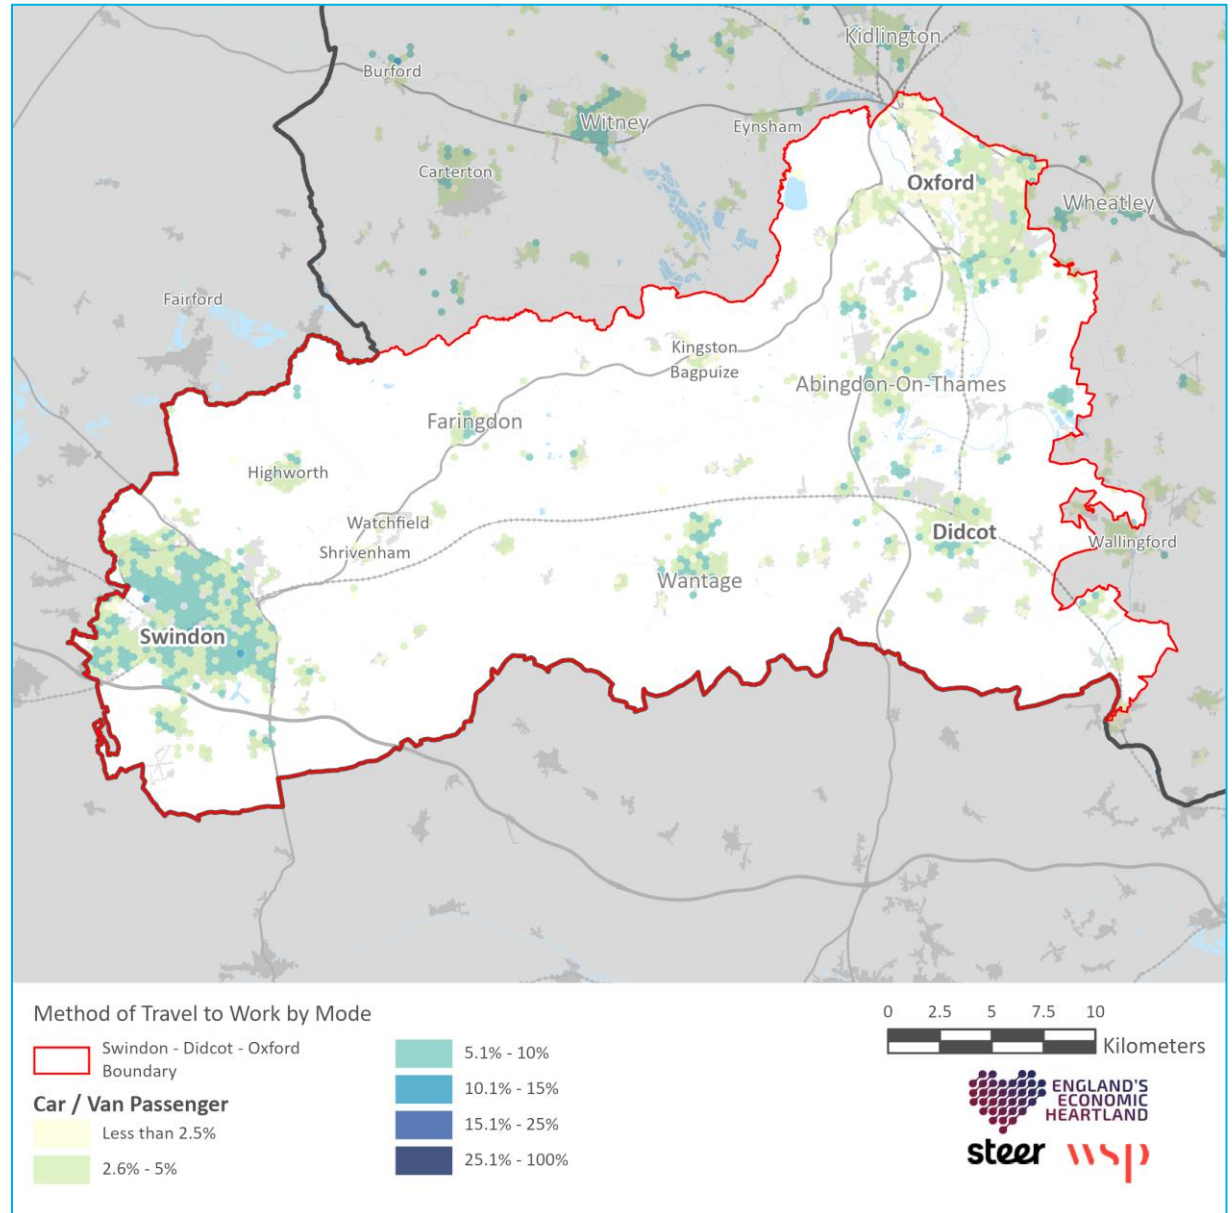 Kidlington
Burford
Witney
Eynsham
Carterton
Oxford
Wheatley
Fairford
Kingston
Bagpuize
Abingdon-On-Thames
Faringdon
Highworth
Watchfield
Shrivenham
Didcot
Wallingford
Wantage
Swindon
Method of Travel to Work by Mode
Swindon - Didcot - Oxford
Boundary
Car / Van Passenger
Less than 2.5%
2.6% - 5%
5.1% - 10%
10.1% - 15%
15.1% - 25%
25.1% - 100%
0 2.5 5 7.5 10
Kilometers
ENGLAND'S
ECONOMIC
HEARTLAND
steer wsp